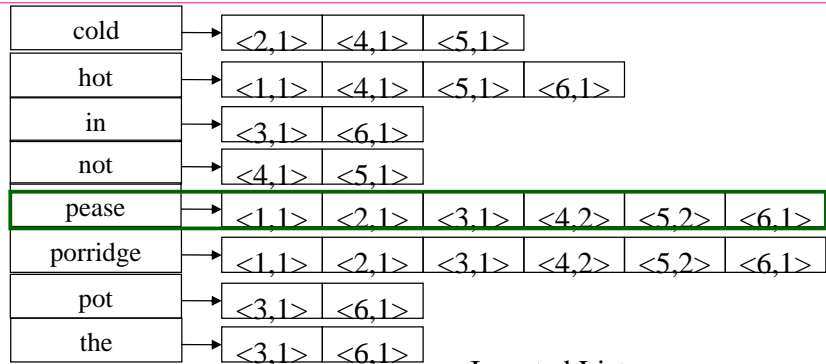 cold <2,1> <4,1> <5,1>
hot <1,1> <4,1> <5,1> <6,1>
in <3,1> <6,1>
not <4,1> <5,1>
pease <1,1> <2,1> <3,1> <4,2> <5,2> <6,1>
porridge <1,1> <2,1> <3,1> <4,2> <5,2> <6,1>
pot <3,1> <6,1>
the <3,1> <6,1>